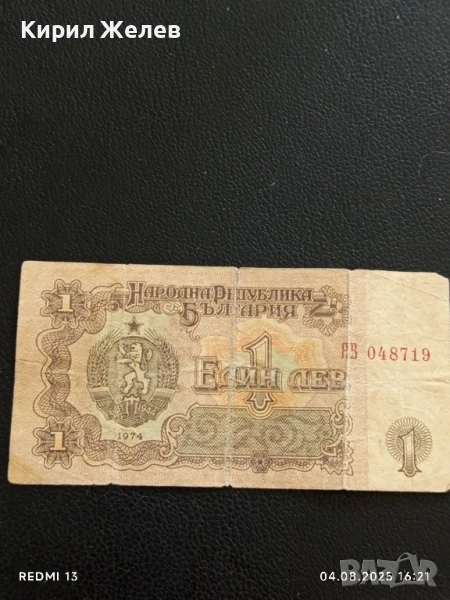 Кирил Желев
НАРОДНА РЕПУБЛИКА
БЪЛГАРИЯ
1
1
ЕДИН ЛЕВ
ЯВ 048719
1974
1
1
REDMI 13
04.08.2025 16:21
BAZAR